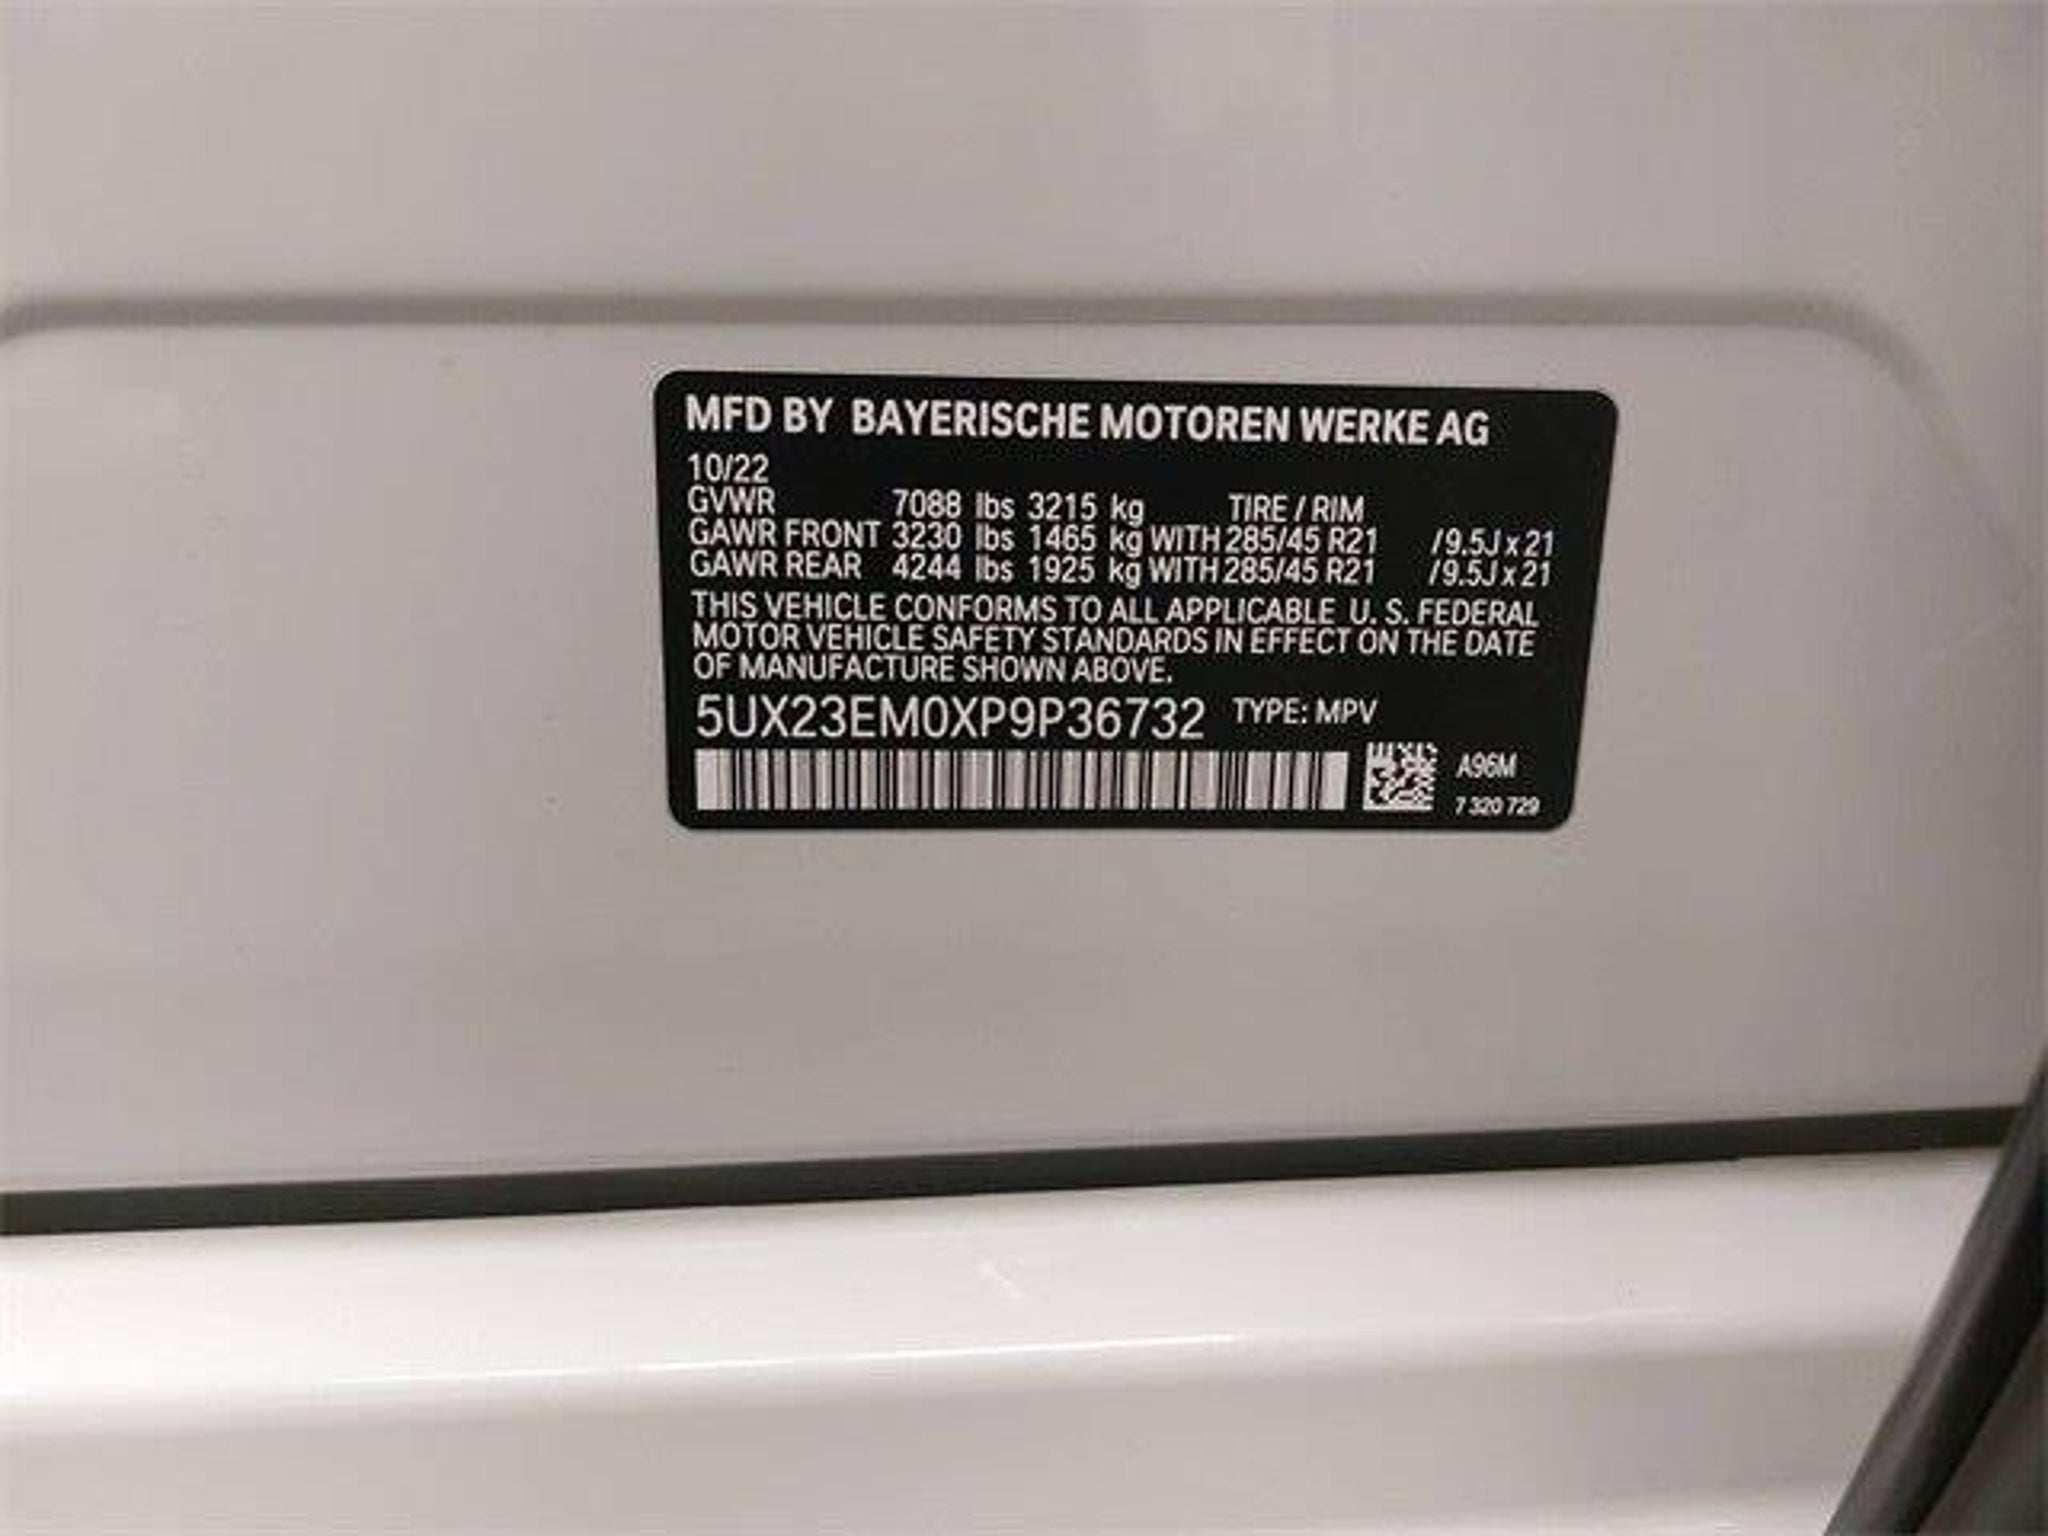 MFD BY BAYERISCHE MOTOREN WERKE AG
10/22
GVWR 7088 lbs 3215 kg TIRE / RIM
GAWR FRONT 3230 lbs 1465 kg WITH 285/45 R21 /9.5J x 21
GAWR REAR 4244 lbs 1925 kg WITH 285/45 R21 /9.5J x 21
THIS VEHICLE CONFORMS TO ALL APPLICABLE U. S. FEDERAL
MOTOR VEHICLE SAFETY STANDARDS IN EFFECT ON THE DATE
OF MANUFACTURE SHOWN ABOVE.
5UX23EM0XP9P36732 TYPE: MPV
A96M
7 320 729